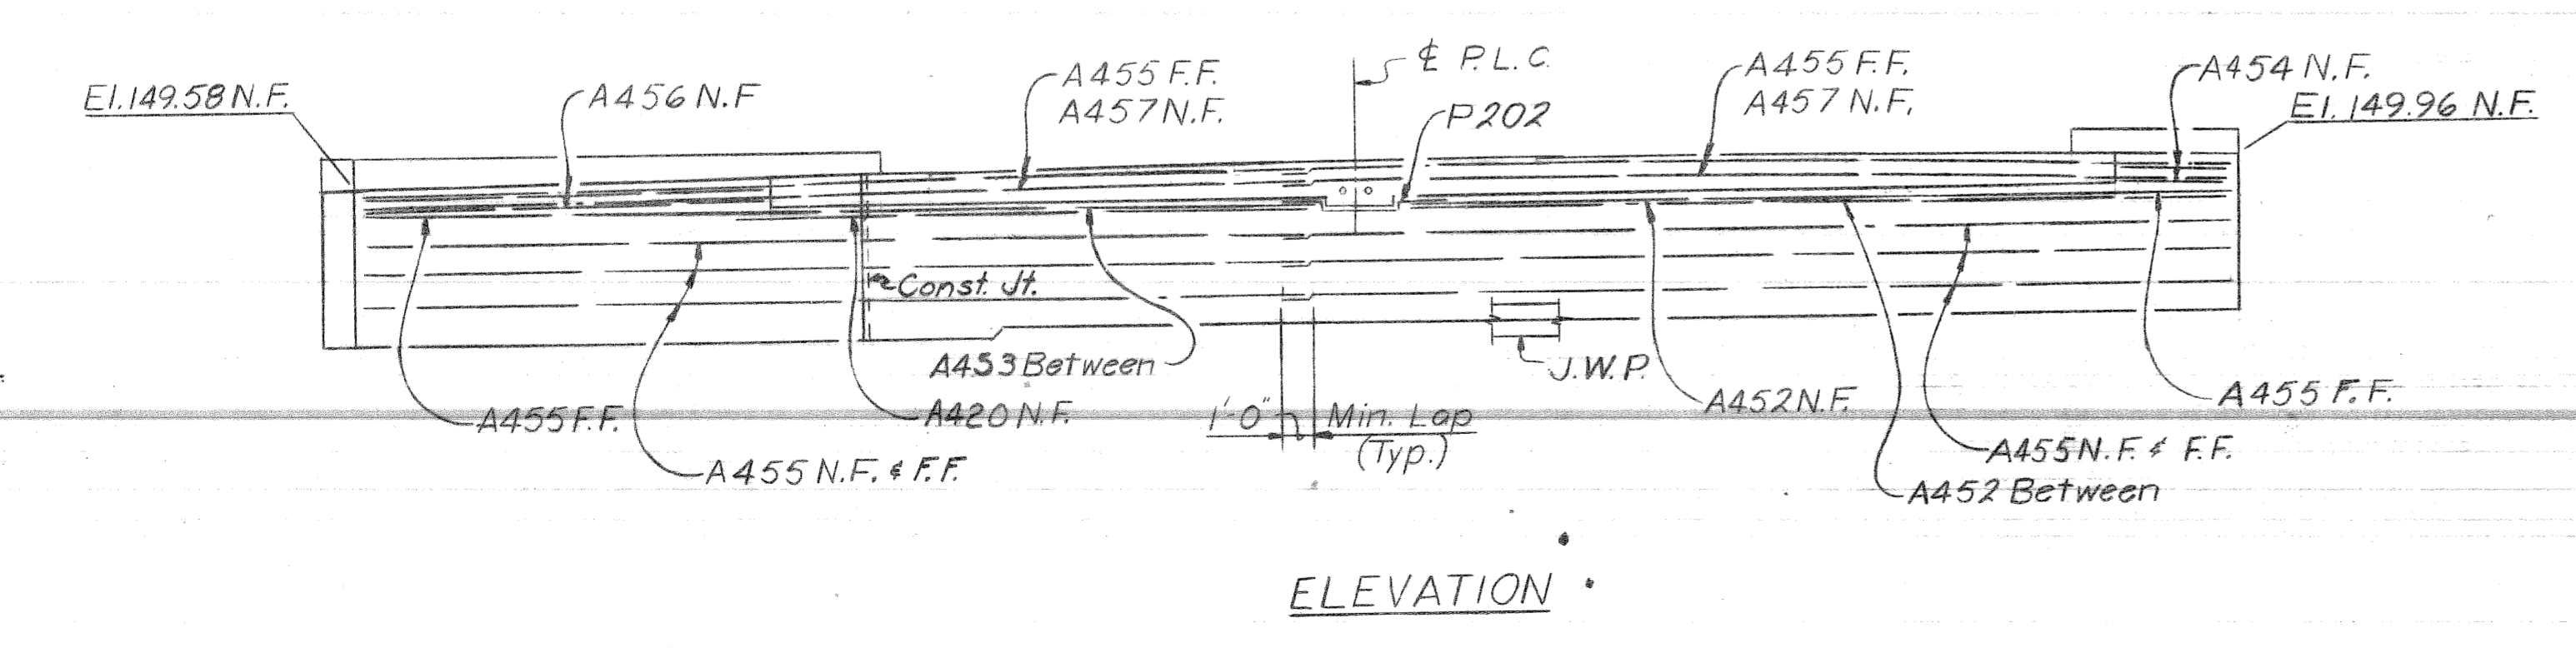 El. 149.58 N.F.
A456 N.F
A455 F.F.
A457 N.F.
℄ P.L.C.
P202
A455 F.F.
A457 N.F.
A454 N.F.
El. 149.96 N.F.
Const. Jt.
A453 Between
J.W.P.
A455 F.F.
A420 N.F.
1'-0" Min. Lap
(Typ.)
A452 N.F.
A455 F.F.
A455 N.F. & F.F.
A455 N.F. & F.F.
A452 Between
ELEVATION